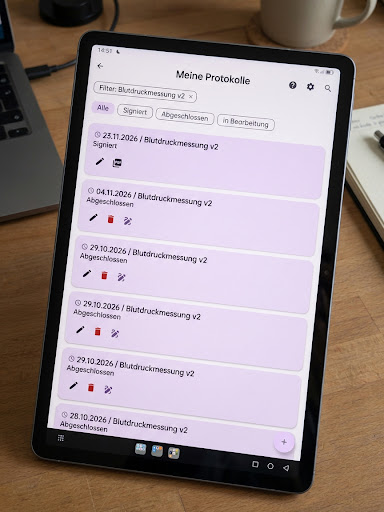 14:51
Meine Protokolle
Filter: Blutdruckmessung v2 ×
Alle
Signiert
Abgeschlossen
in Bearbeitung
23.11.2026 / Blutdruckmessung v2
Signiert
04.11.2026 / Blutdruckmessung v2
Abgeschlossen
29.10.2026 / Blutdruckmessung v2
Abgeschlossen
29.10.2026 / Blutdruckmessung v2
Abgeschlossen
29.10.2026 / Blutdruckmessung v2
Abgeschlossen
28.10.2026 / Blutdruckmessung v2
Abgeschlossen